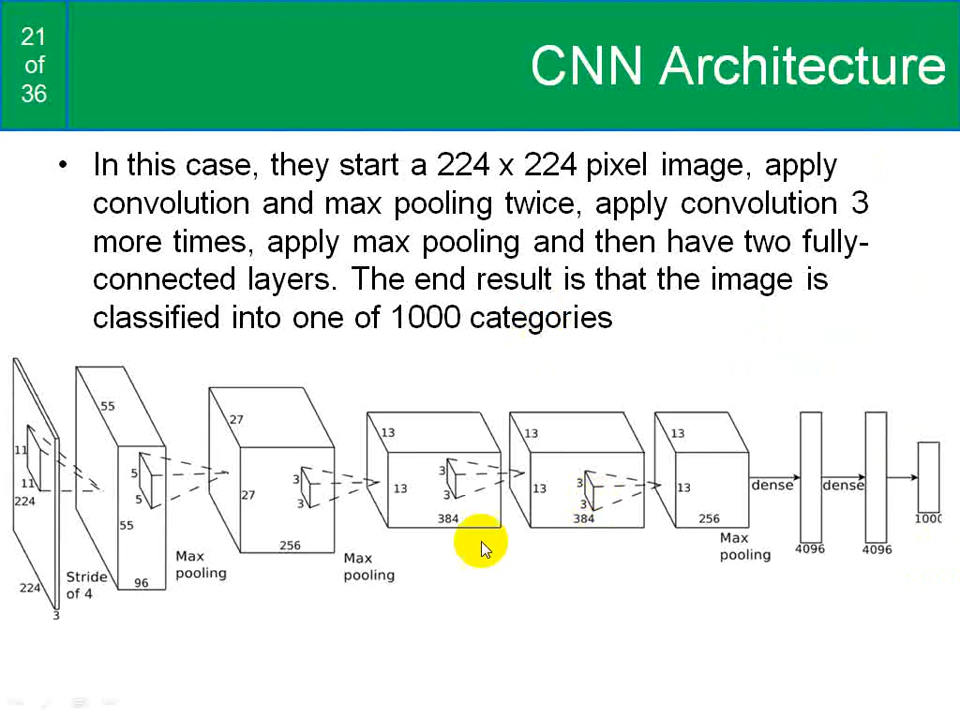 21
of
36
CNN Architecture
• In this case, they start a 224 x 224 pixel image, apply
convolution and max pooling twice, apply convolution 3
more times, apply max pooling and then have two fully-
connected layers. The end result is that the image is
classified into one of 1000 categories
11
11
224
224
3
Stride
of 4
55
55
96
5
5
Max
pooling
27
27
256
3
3
Max
pooling
13
13
384
3
3
13
13
384
3
3
13
13
256
Max
pooling
dense
4096
dense
4096
1000